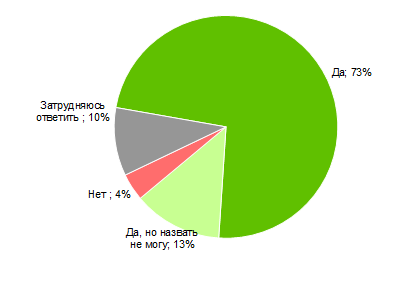 Да; 73%
Затрудняюсь
ответить ; 10%
Нет ; 4%
Да, но назвать
не могу; 13%